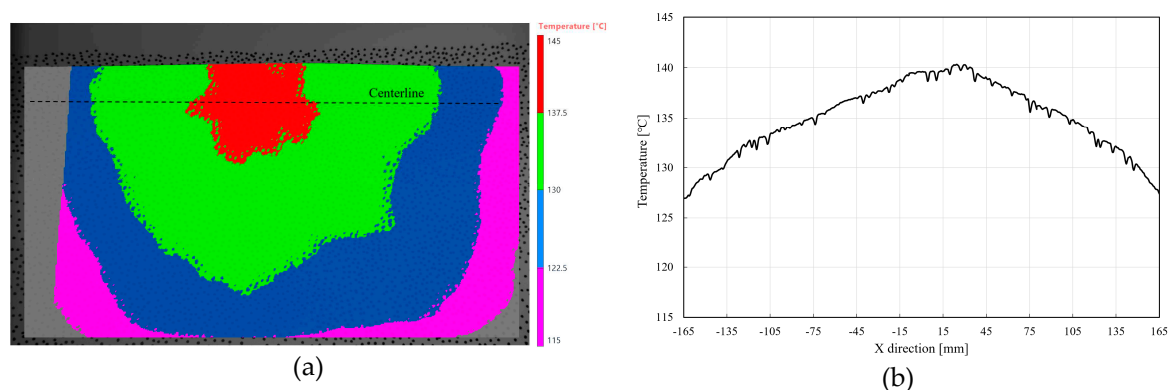 Temperature [°C]
145
137.5
130
122.5
115
Centerline
(a)
145
140
135
130
125
120
115
Temperature [℃]
-165 -135 -105 -75 -45 -15 15 45 75 105 135 165
X direction [mm]
(b)